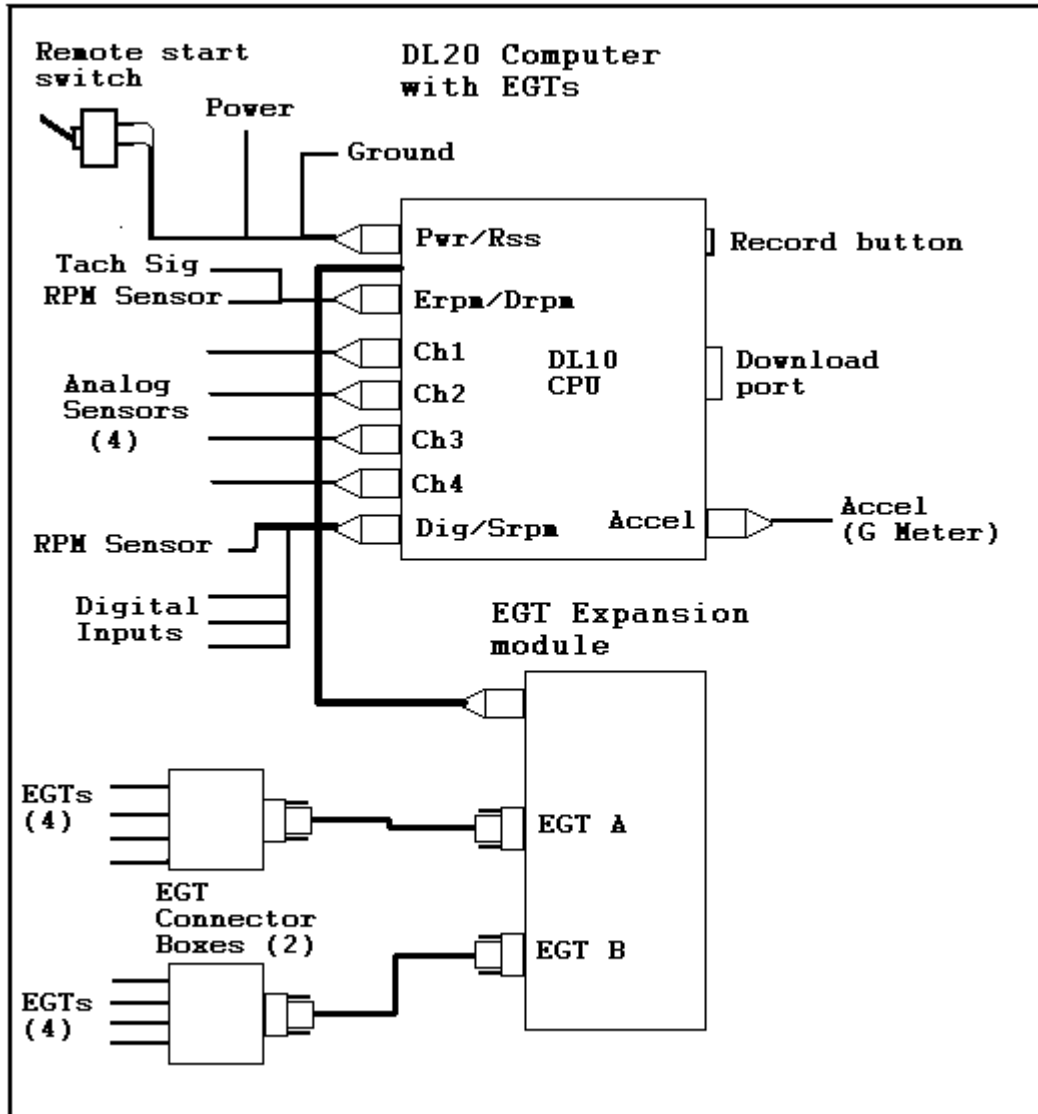 Remote start
switch
DL20 Computer
with EGTs
Power
Ground
Pwr/Rss
Record button
Tach Sig
RPM Sensor
Erpm/Drpm
Ch1
DL10
CPU
Download
port
Analog
Sensors
(4)
Ch2
Ch3
Ch4
Dig/Srpm
Accel
Accel
(G Meter)
RPM Sensor
Digital
Inputs
EGT Expansion
module
EGTs
(4)
EGT A
EGT
Connector
Boxes (2)
EGT B
EGTs
(4)